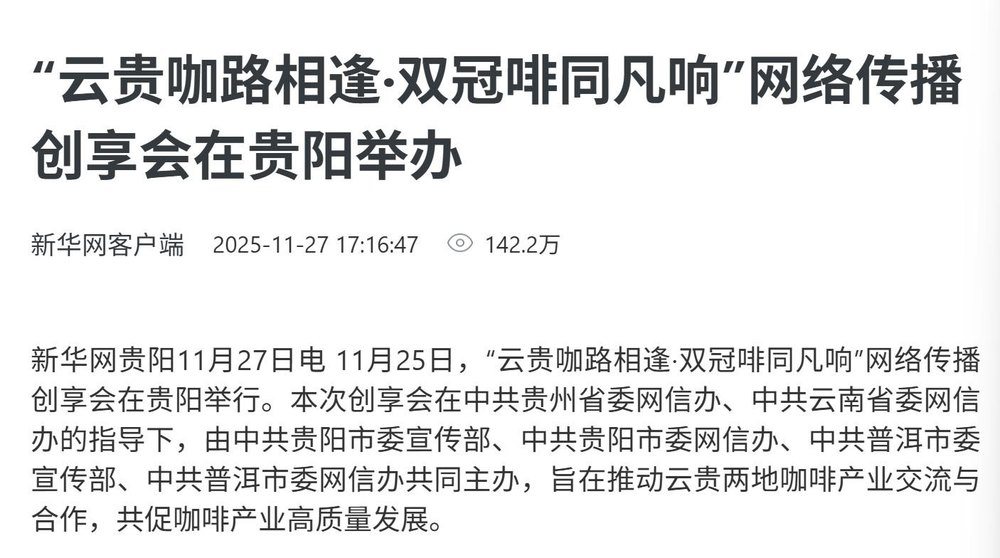 “云贵咖路相逢·双冠啡同凡响”网络传播
创享会在贵阳举办
新华网客户端 2025-11-27 17:16:47 142.2万
新华网贵阳11月27日电 11月25日，“云贵咖路相逢·双冠啡同凡响”网络传播
创享会在贵阳举行。本次创享会在中共贵州省委网信办、中共云南省委网信
办的指导下，由中共贵阳市委宣传部、中共贵阳市委网信办、中共普洱市委
宣传部、中共普洱市委网信办共同主办，旨在推动云贵两地咖啡产业交流与
合作，共促咖啡产业高质量发展。